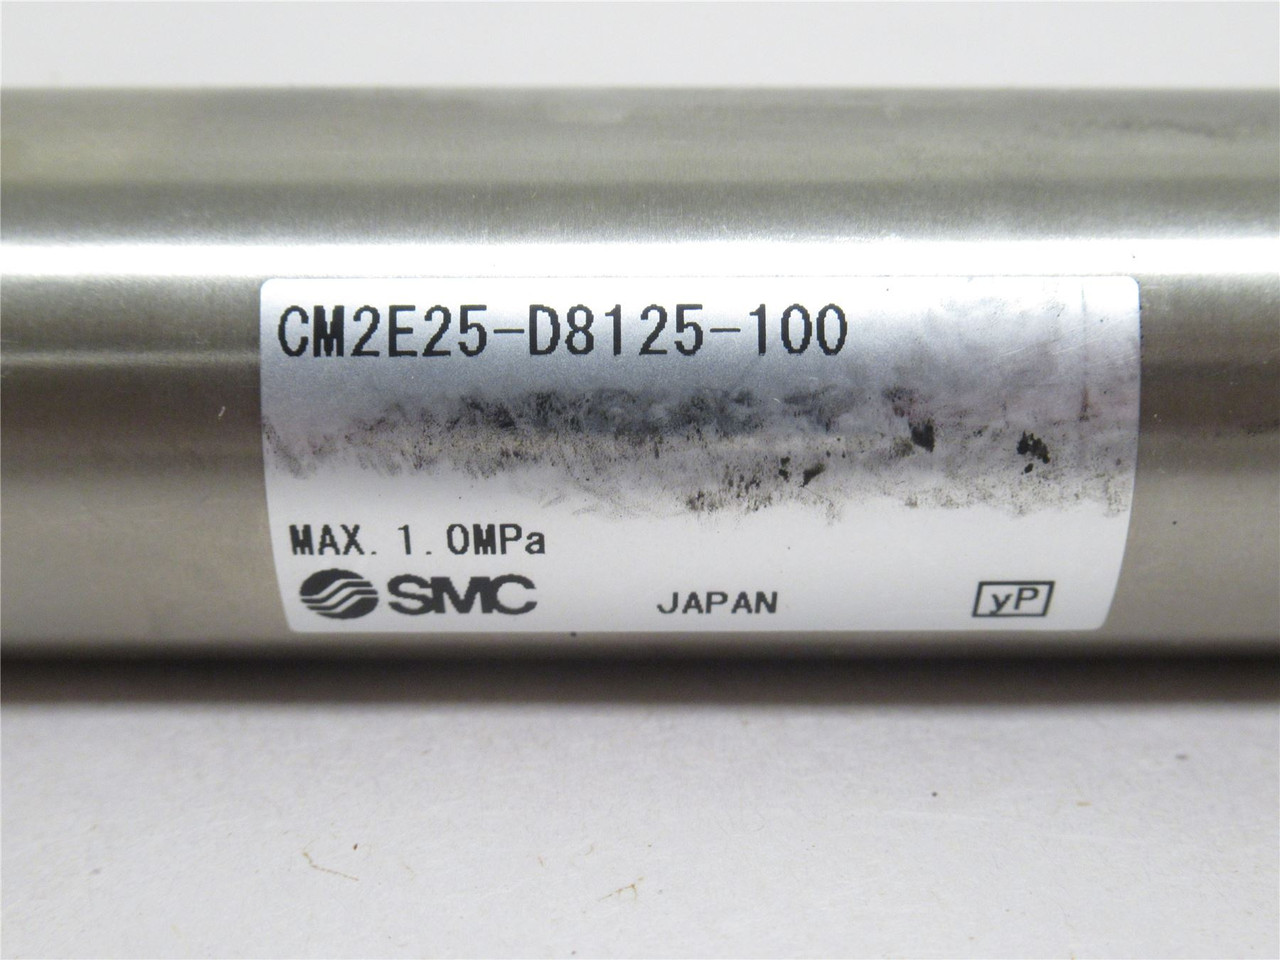 CM2E25-D8125-100
MAX. 1.0MPa
SMC JAPAN yP